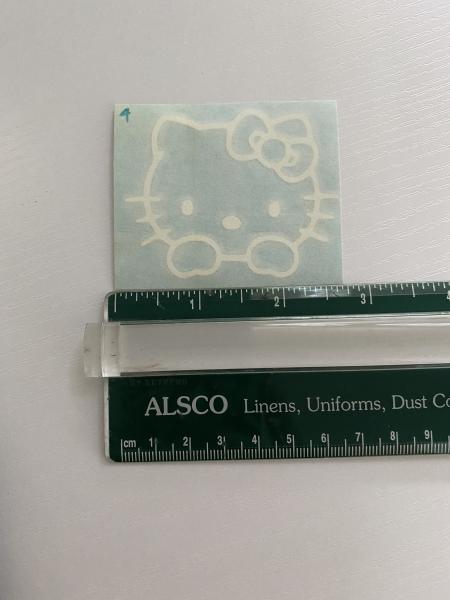 4
1 2 3 4
ALSCO Linens, Uniforms, Dust Co
cm 1 2 3 4 5 6 7 8 9